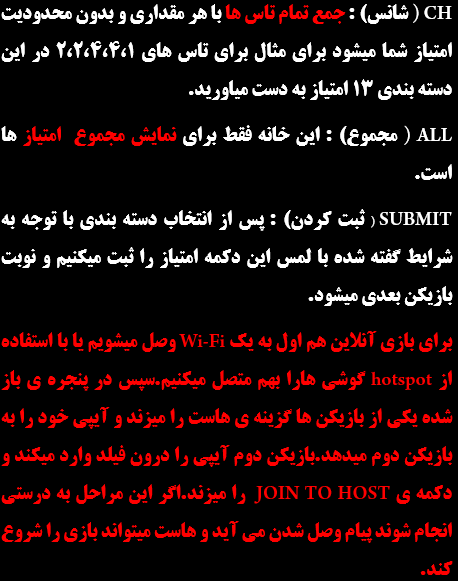 CH ( شانس) : جمع تمام تاس ها با هر مقداری و بدون محدودیت
امتیاز شما میشود برای مثال برای تاس های ۲،۲،۴،۴،۱ در این
دسته بندی ۱۳ امتیاز به دست میاورید.
ALL ( مجموع) : این خانه فقط برای نمایش مجموع امتیاز ها
است.
SUBMIT ( ثبت کردن) : پس از انتخاب دسته بندی با توجه به
شرایط گفته شده با لمس این دکمه امتیاز را ثبت میکنیم و نوبت
بازیکن بعدی میشود.
برای بازی آنلاین هم اول به یک Wi-Fi وصل میشویم یا با استفاده
از hotspot گوشی هارا بهم متصل میکنیم.سپس در پنجره ی باز
شده یکی از بازیکن ها گزینه ی هاست را میزند و آیپی خود را به
بازیکن دوم میدهد.بازیکن دوم آیپی را درون فیلد وارد میکند و
دکمه ی JOIN TO HOST را میزند.اگر این مراحل به درستی
انجام شوند پیام وصل شدن می آید و هاست میتواند بازی را شروع
کند.